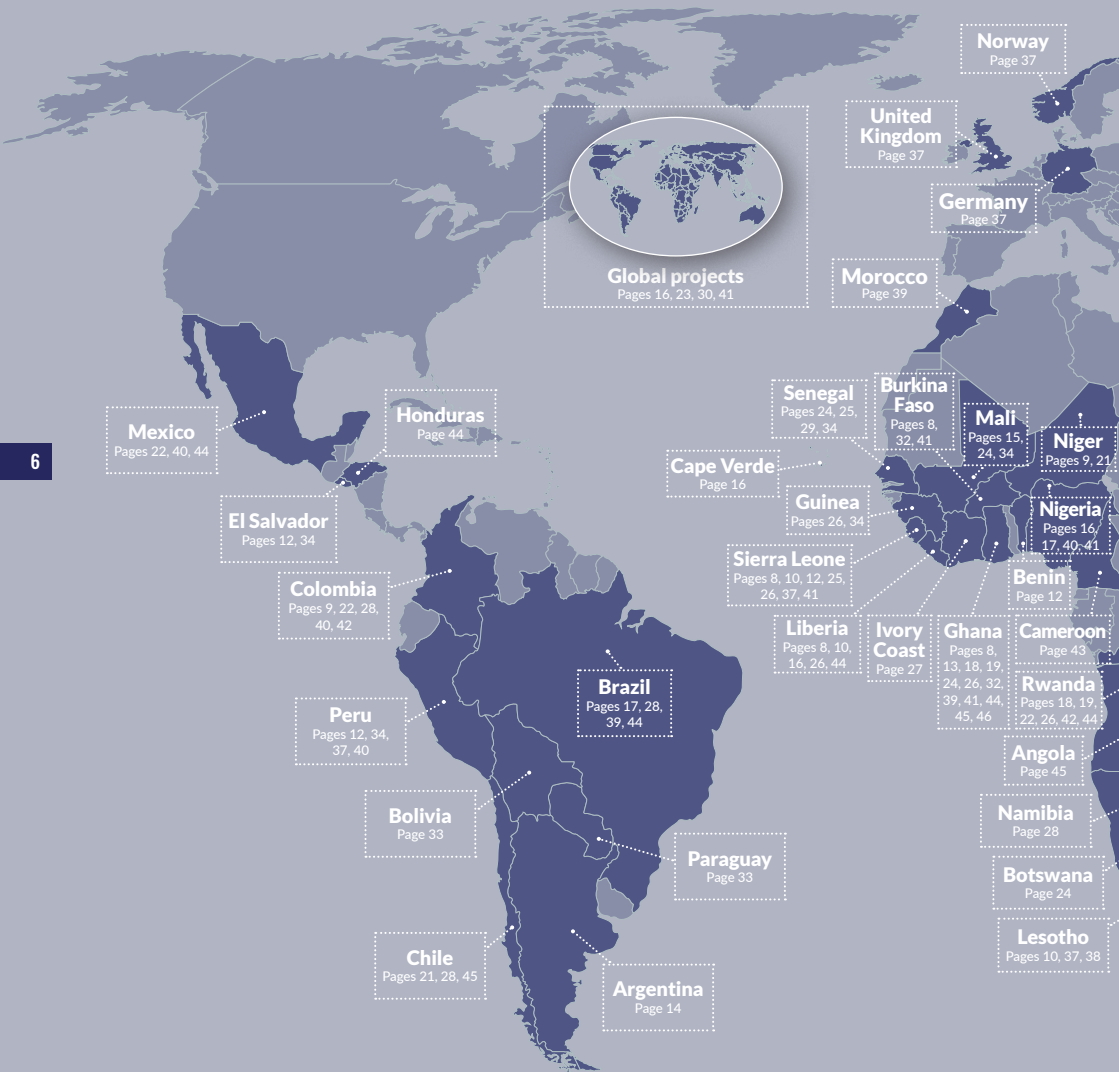 Norway
Page 37
United
Kingdom
Page 37
Germany
Page 37
Global projects
Pages 16, 23, 30, 41
Morocco
Page 39
Senegal
Pages 24, 25,
29, 34
Burkina
Faso
Pages 8,
32, 41
Mali
Pages 15,
24, 34
Niger
Pages 9, 21
Mexico
Pages 22, 40, 44
Honduras
Page 44
6
Cape Verde
Page 16
Guinea
Pages 26, 34
Nigeria
Pages 16,
17, 40, 41
El Salvador
Pages 12, 34
Sierra Leone
Pages 8, 10, 12, 25,
26, 37, 41
Benin
Page 12
Colombia
Pages 9, 22, 28,
40, 42
Liberia
Pages 8, 10,
16, 26, 44
Ivory
Coast
Page 27
Ghana
Pages 8,
13, 18, 19,
24, 26, 32,
39, 41, 44,
45, 46
Cameroon
Page 43
Brazil
Pages 17, 28,
39, 44
Rwanda
Pages 18, 19,
22, 26, 42, 44
Peru
Pages 12, 34,
37, 40
Angola
Page 45
Bolivia
Page 33
Namibia
Page 28
Paraguay
Page 33
Botswana
Page 24
Lesotho
Pages 10, 37, 38
Chile
Pages 21, 28, 45
Argentina
Page 14